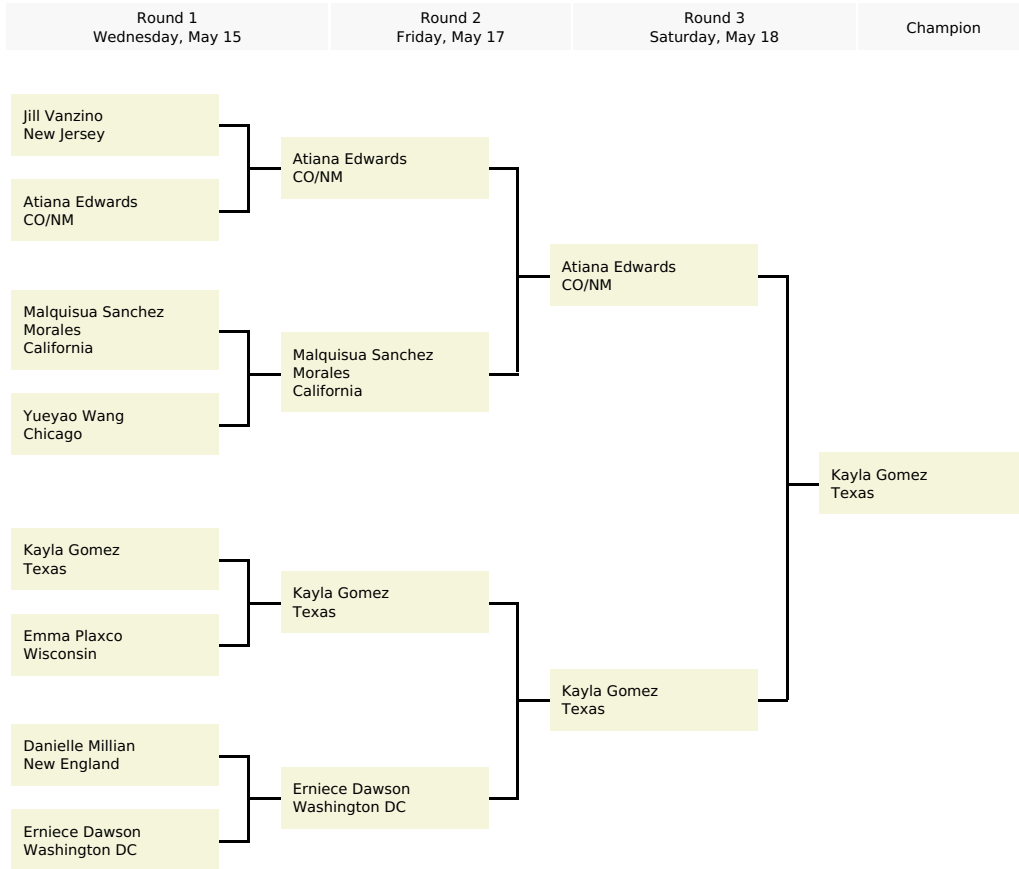 Round 1
Wednesday, May 15
Round 2
Friday, May 17
Round 3
Saturday, May 18
Champion
Jill Vanzino
New Jersey
Atiana Edwards
CO/NM
Malquisua Sanchez
Morales
California
Yueyao Wang
Chicago
Kayla Gomez
Texas
Emma Plaxco
Wisconsin
Danielle Millian
New England
Erniece Dawson
Washington DC
Atiana Edwards
CO/NM
Malquisua Sanchez
Morales
California
Kayla Gomez
Texas
Erniece Dawson
Washington DC
Atiana Edwards
CO/NM
Kayla Gomez
Texas
Kayla Gomez
Texas